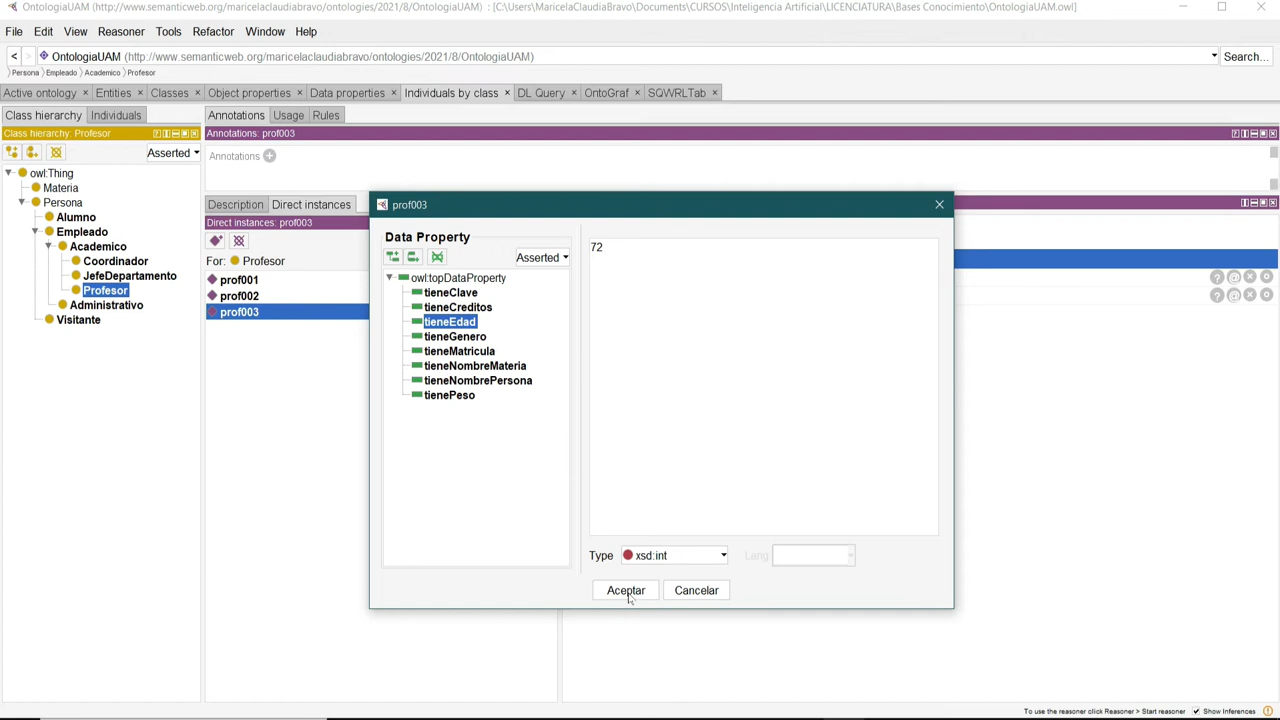 OntologiaUAM (http://www.semanticweb.org/maricelaclaudiabravo/ontologies/2021/8/OntologiaUAM) : [C:\Users\MaricelaClaudiaBravo\Documents\CURSOS\Inteligencia Artificial\LICENCIATURA\Bases Conocimiento\OntologiaUAM.owl]
File Edit View Reasoner Tools Refactor Window Help
< > OntologiaUAM (http://www.semanticweb.org/maricelaclaudiabravo/ontologies/2021/8/OntologiaUAM) Search...
Persona Empleado Academico Profesor
Active ontology × Entities × Classes × Object properties × Data properties × Individuals by class × DL Query × OntoGraf × SQWRLTab ×
Class hierarchy Individuals
Class hierarchy: Profesor
Asserted
owl:Thing
Materia
Persona
Alumno
Empleado
Academico
Coordinador
JefeDepartamento
Profesor
Administrativo
Visitante
Annotations Usage Rules
Annotations: prof003
Annotations
Description Direct instances
Direct instances: prof003
For: Profesor
prof001
prof002
prof003
prof003
Data Property
Asserted
owl:topDataProperty
tieneClave
tieneCreditos
tieneEdad
tieneGenero
tieneMatricula
tieneNombreMateria
tieneNombrePersona
tienePeso
72
Type xsd:int Lang
Aceptar Cancelar
To use the reasoner click Reasoner > Start reasoner Show Inferences